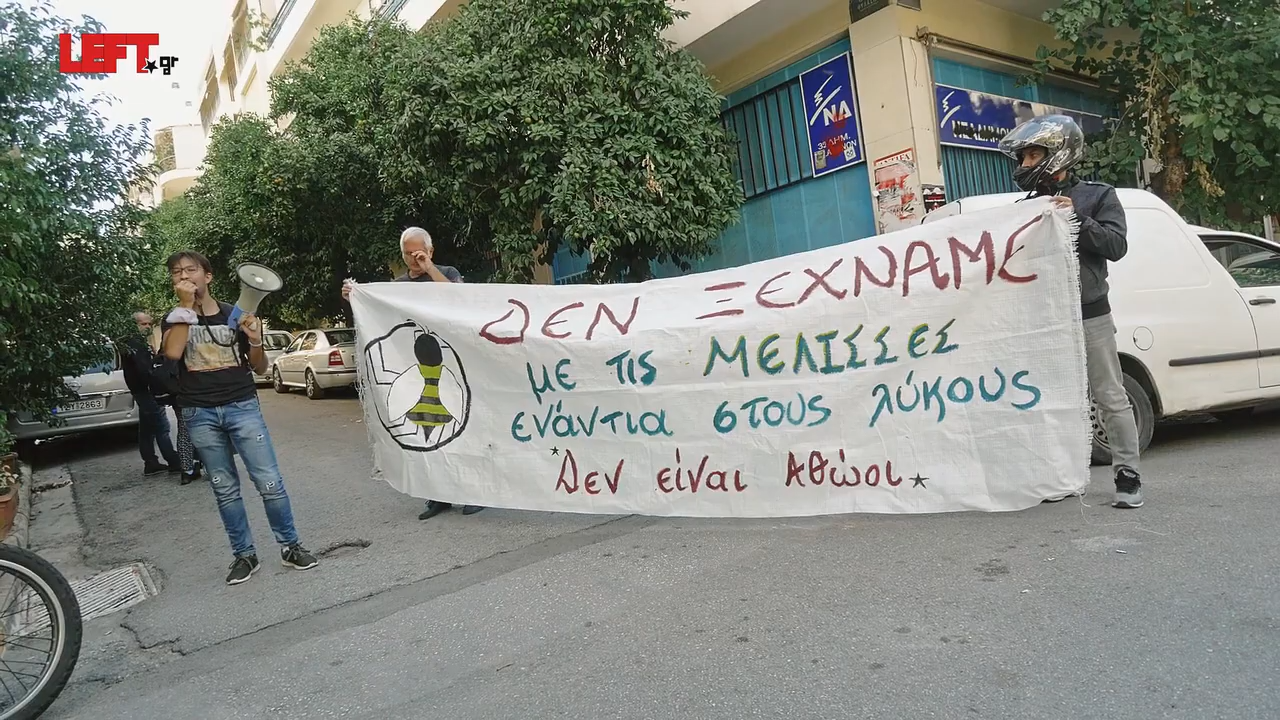 LEFT.gr
ΝΔ
ΔΕΝ ΞΕΧΝΑΜΕ
με τις ΜΕΛΙΣΣΕΣ
ενάντια στους λύκους
Δεν είναι Αθώοι